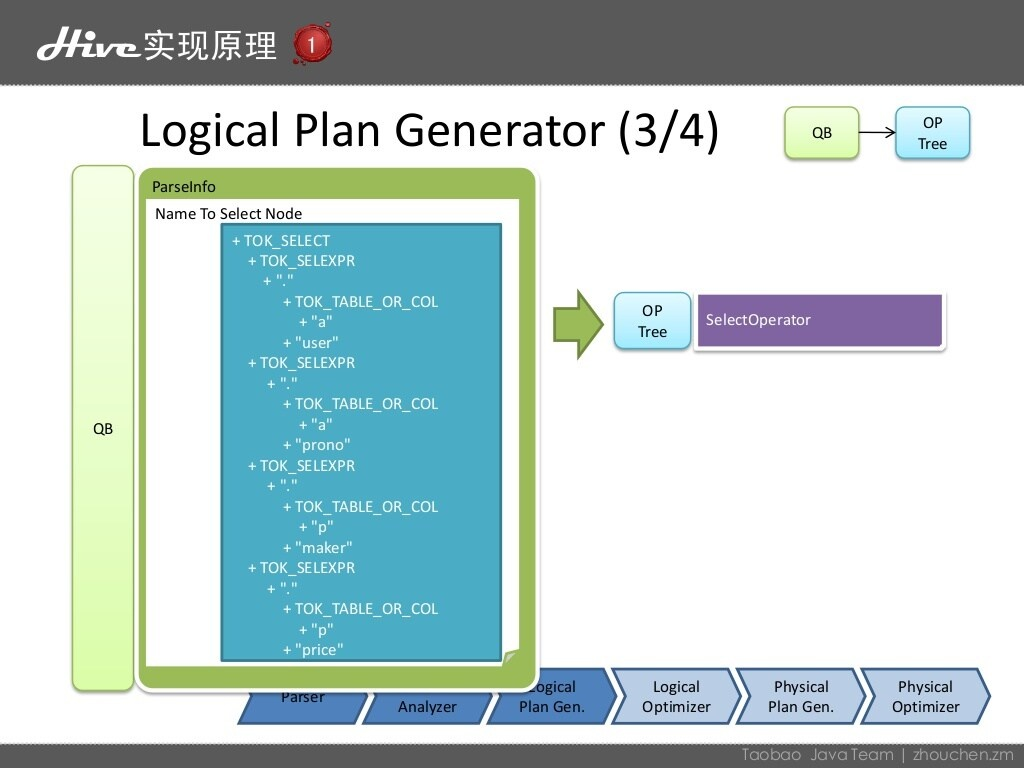 Hive实现原理 1
Logical Plan Generator (3/4)
QB
OP
Tree
QB
ParseInfo
Name To Select Node
+ TOK_SELECT
+ TOK_SELEXPR
+ "."
+ TOK_TABLE_OR_COL
+ "a"
+ "user"
+ TOK_SELEXPR
+ "."
+ TOK_TABLE_OR_COL
+ "a"
+ "prono"
+ TOK_SELEXPR
+ "."
+ TOK_TABLE_OR_COL
+ "p"
+ "maker"
+ TOK_SELEXPR
+ "."
+ TOK_TABLE_OR_COL
+ "p"
+ "price"
OP
Tree
SelectOperator
Parser
Analyzer
Logical
Plan Gen.
Logical
Optimizer
Physical
Plan Gen.
Physical
Optimizer
Taobao Java Team | zhouchen.zm